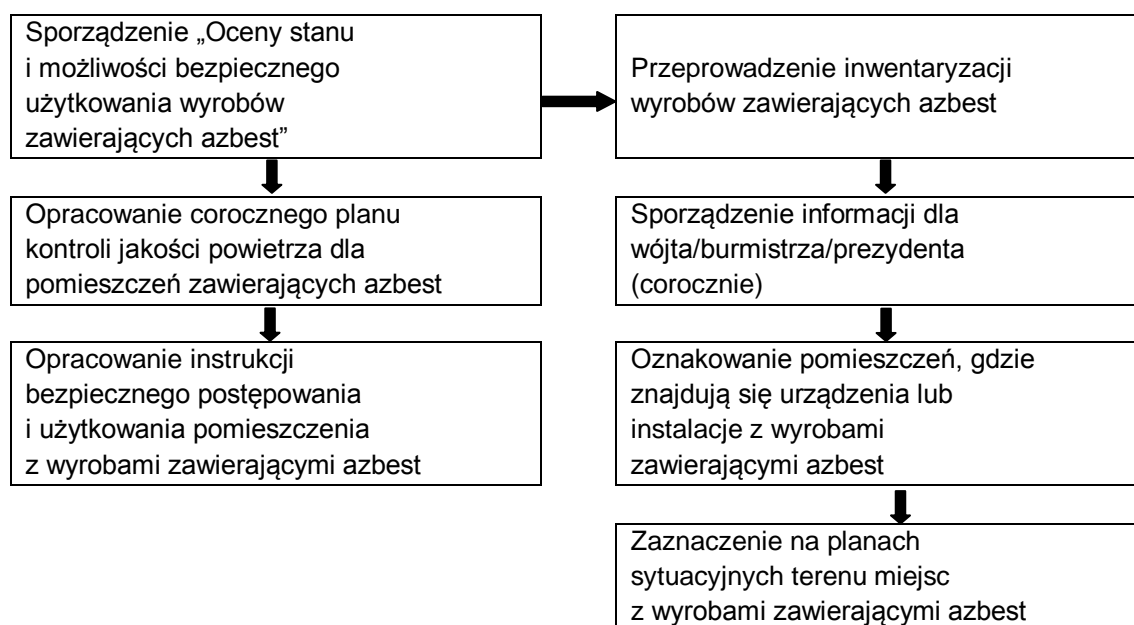 Sporządzenie „Oceny stanu
i możliwości bezpiecznego
użytkowania wyrobów
zawierających azbest”
Przeprowadzenie inwentaryzacji
wyrobów zawierających azbest
Opracowanie corocznego planu
kontroli jakości powietrza dla
pomieszczeń zawierających azbest
Sporządzenie informacji dla
wójta/burmistrza/prezydenta
(corocznie)
Opracowanie instrukcji
bezpiecznego postępowania
i użytkowania pomieszczenia
z wyrobami zawierającymi azbest
Oznakowanie pomieszczeń, gdzie
znajdują się urządzenia lub
instalacje z wyrobami
zawierającymi azbest
Zaznaczenie na planach
sytuacyjnych terenu miejsc
z wyrobami zawierającymi azbest